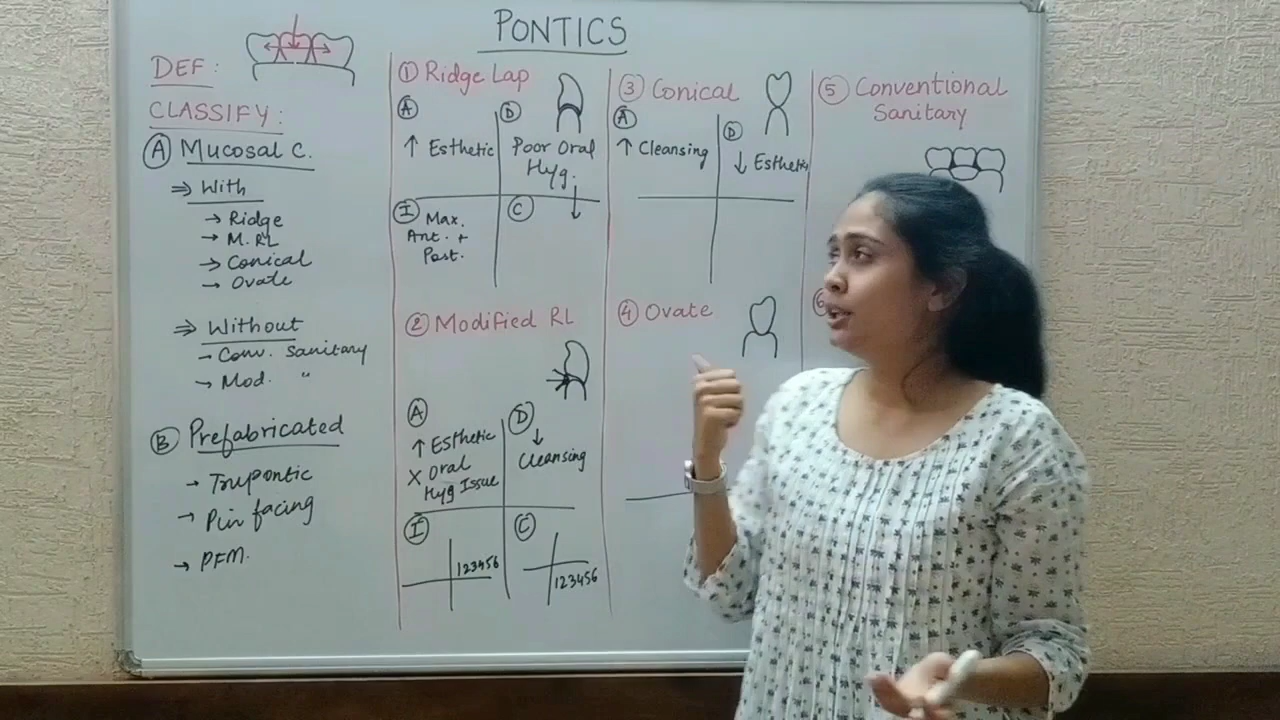 PONTICS
DEF:
CLASSIFY:
A Mucosal C.
⇒ With
→ Ridge
→ M. RL
→ Conical
→ Ovate
⇒ Without
→ Conv. Sanitary
→ Mod. "
B Prefabricated
→ Trupontic
→ Pin facing
→ PFM.
① Ridge Lap
A
↑ Esthetic
D
Poor Oral
Hyg.
I Max.
Ant. +
Post.
C
② Modified RL
A
↑ Esthetic
X Oral
Hyg Issue
D
↓
Cleansing
I
123456
C
123456
③ Conical
A
↑ Cleansing
D
↓ Esthetic
④ Ovate
⑤ Conventional
Sanitary
⑥